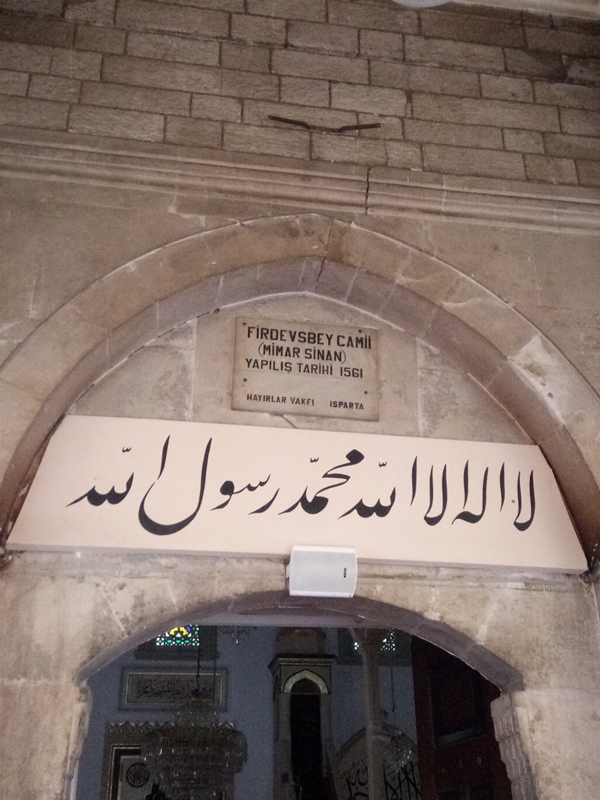 FİRDEVSBEY CAMİİ
(MİMAR SİNAN)
YAPILIŞ TARİHİ 1561
HAYIRLAR VAKFI ISPARTA
لا اله الا الله محمد رسول الله